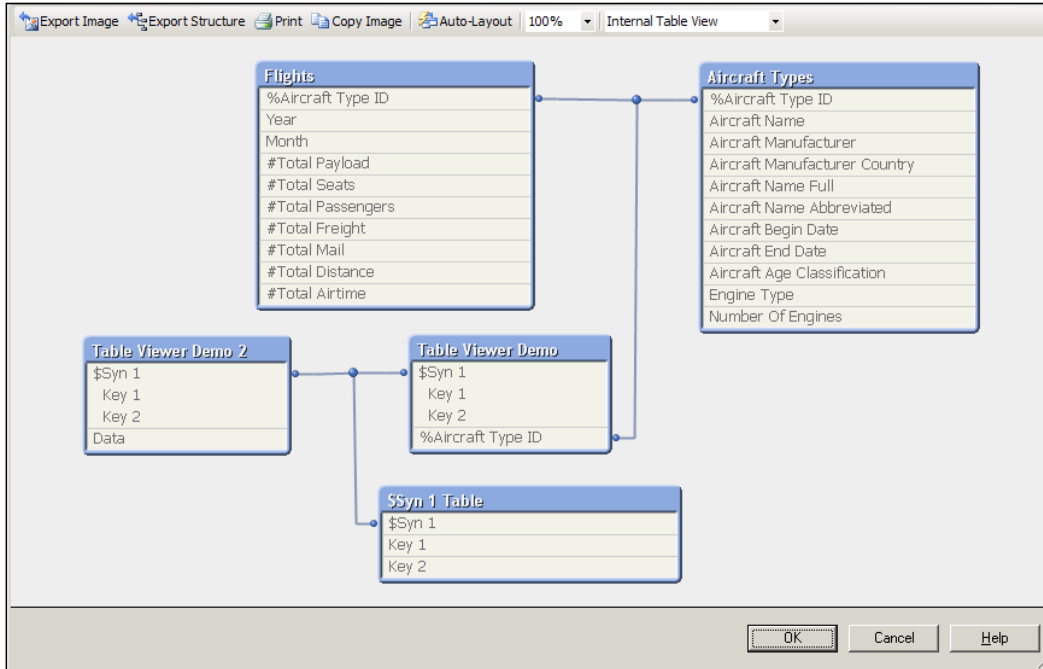 Export Image Export Structure Print Copy Image Auto-Layout 100% Internal Table View
Flights
%Aircraft Type ID
Year
Month
#Total Payload
#Total Seats
#Total Passengers
#Total Freight
#Total Mail
#Total Distance
#Total Airtime
Aircraft Types
%Aircraft Type ID
Aircraft Name
Aircraft Manufacturer
Aircraft Manufacturer Country
Aircraft Name Full
Aircraft Name Abbreviated
Aircraft Begin Date
Aircraft End Date
Aircraft Age Classification
Engine Type
Number Of Engines
Table Viewer Demo 2
$Syn 1
Key 1
Key 2
Data
Table Viewer Demo
$Syn 1
Key 1
Key 2
%Aircraft Type ID
$Syn 1 Table
$Syn 1
Key 1
Key 2
OK Cancel Help